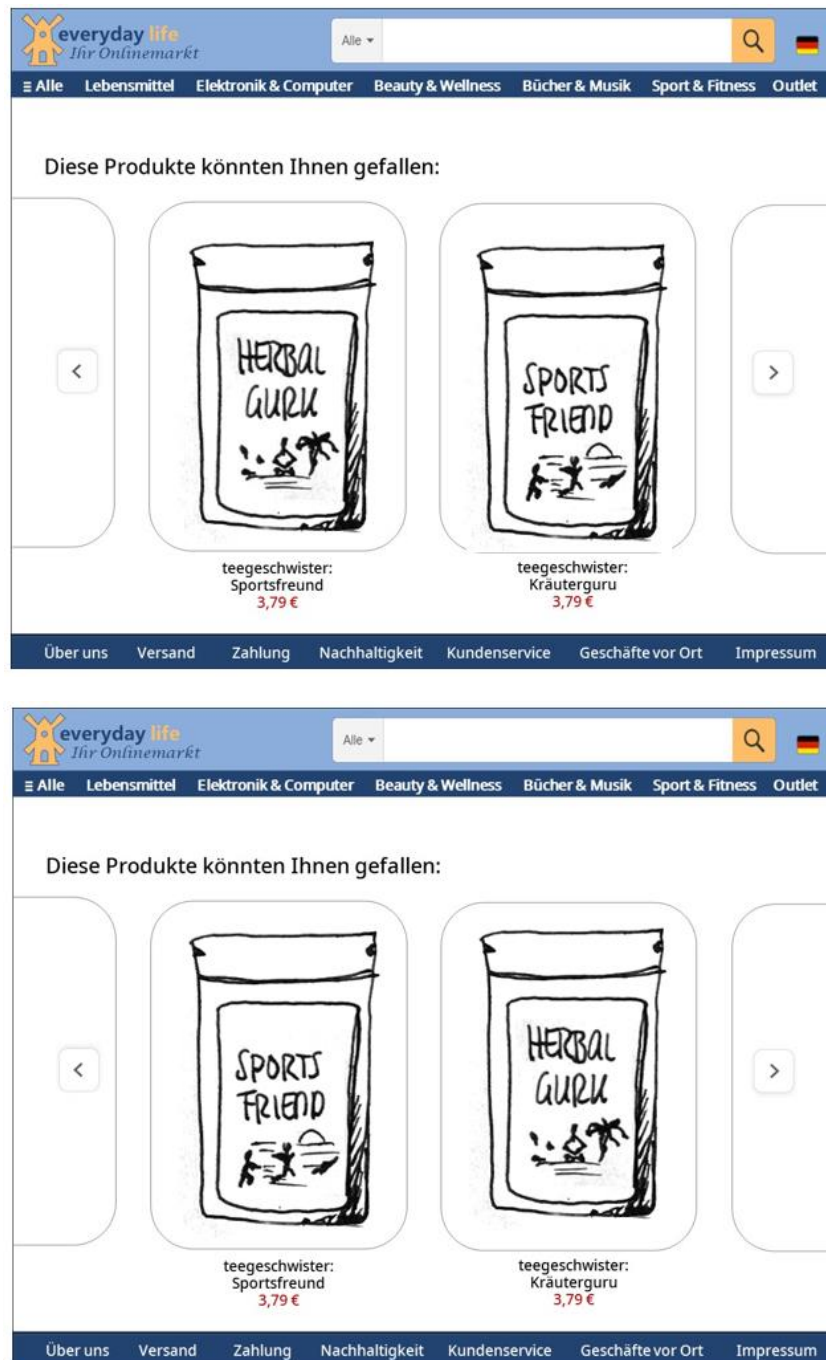 everyday life
Ihr Onlinemarkt
Alle
Alle Lebensmittel Elektronik & Computer Beauty & Wellness Bücher & Musik Sport & Fitness Outlet
Diese Produkte könnten Ihnen gefallen:
HERBAL
GURU
SPORTS
FRIEND
teegeschwister:
Sportsfreund
3,79 €
teegeschwister:
Kräuterguru
3,79 €
Über uns Versand Zahlung Nachhaltigkeit Kundenservice Geschäfte vor Ort Impressum
everyday life
Ihr Onlinemarkt
Alle
Alle Lebensmittel Elektronik & Computer Beauty & Wellness Bücher & Musik Sport & Fitness Outlet
Diese Produkte könnten Ihnen gefallen:
SPORTS
FRIEND
HERBAL
GURU
teegeschwister:
Sportsfreund
3,79 €
teegeschwister:
Kräuterguru
3,79 €
Über uns Versand Zahlung Nachhaltigkeit Kundenservice Geschäfte vor Ort Impressum